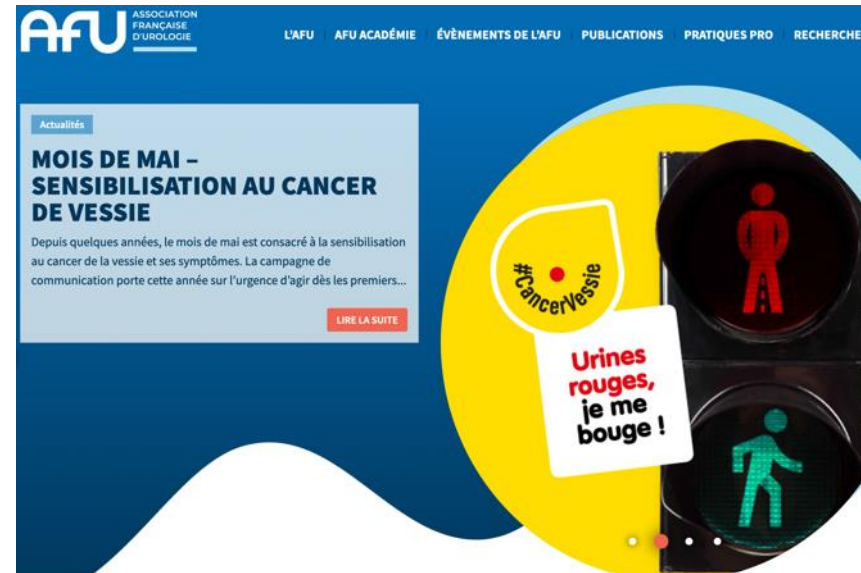 AFU
ASSOCIATION
FRANÇAISE
D'UROLOGIE
L'AFU
AFU ACADÉMIE
ÉVÈNEMENTS DE L'AFU
PUBLICATIONS
PRATIQUES PRO
RECHERCHE
Actualités
MOIS DE MAI –
SENSIBILISATION AU CANCER
DE VESSIE
Depuis quelques années, le mois de mai est consacré à la sensibilisation
au cancer de la vessie et ses symptômes. La campagne de
communication porte cette année sur l'urgence d'agir dès les premiers...
LIRE LA SUITE
#CancerVessie
Urines
rouges,
je me
bouge !